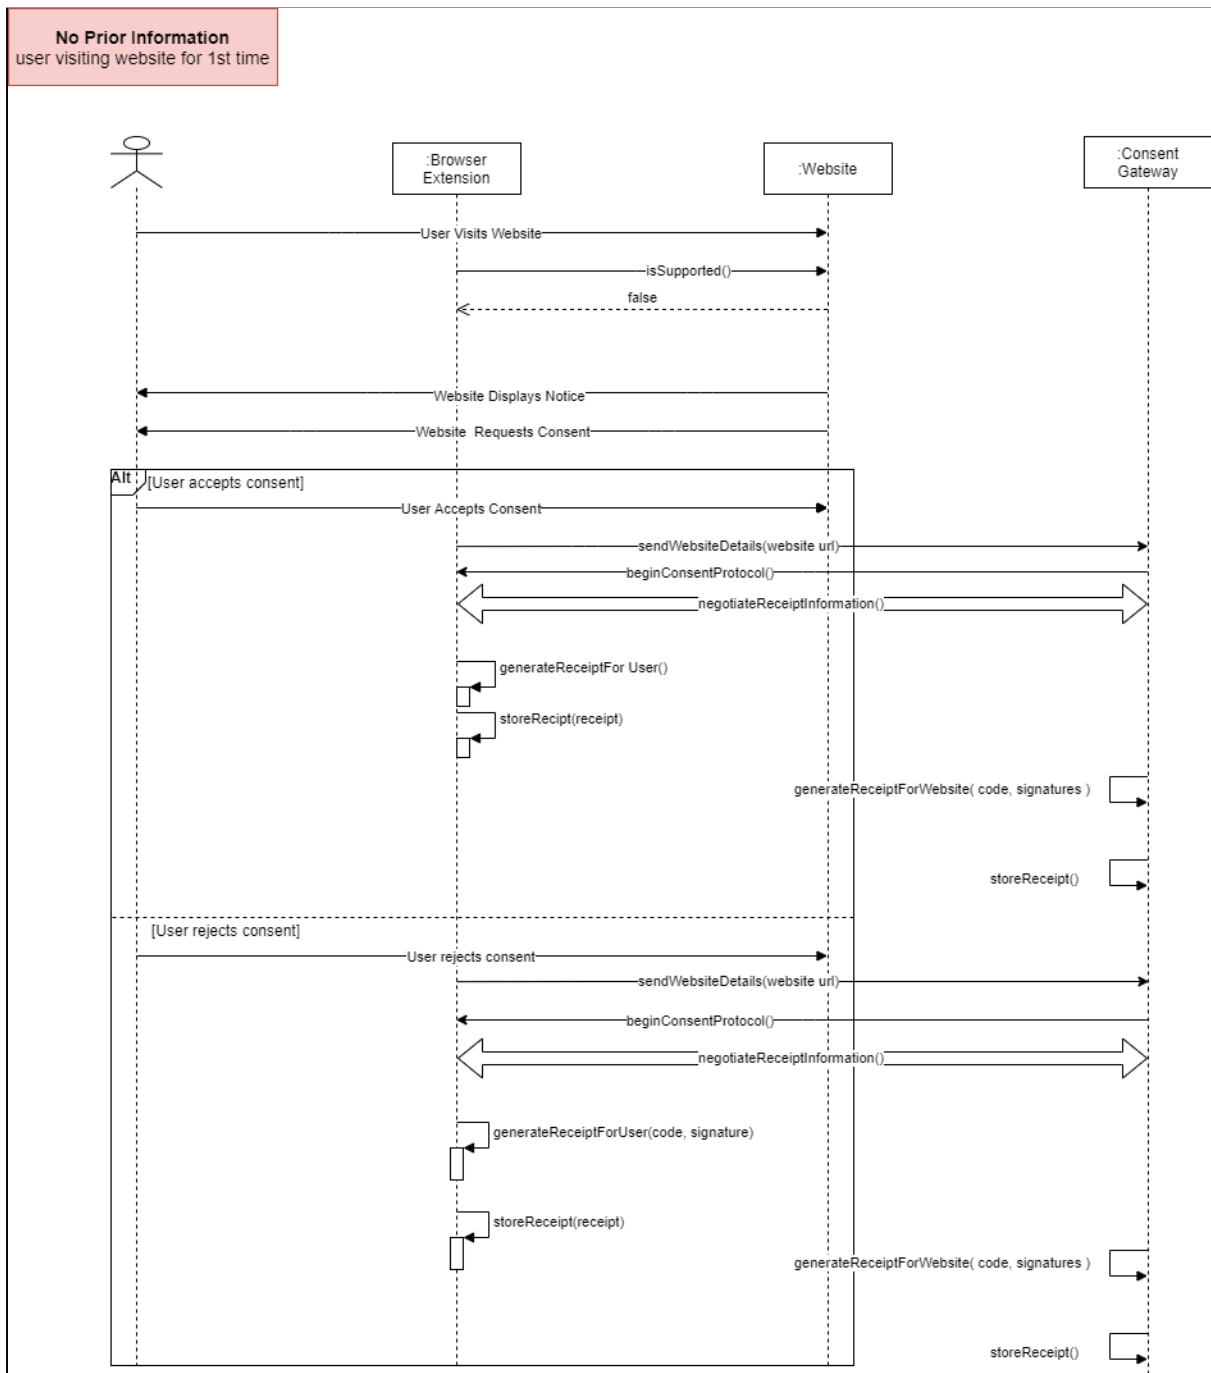 No Prior Information
user visiting website for 1st time
:Browser
Extension
:Website
:Consent
Gateway
User Visits Website
isSupported()
false
Website Displays Notice
Website  Requests Consent
Alt
[User accepts consent]
User Accepts Consent
sendWebsiteDetails(website url)
beginConsentProtocol()
negotiateReceiptInformation()
generateReceiptFor User()
storeRecipt(receipt)
generateReceiptForWebsite( code, signatures )
storeReceipt()
[User rejects consent]
User rejects consent
sendWebsiteDetails(website url)
beginConsentProtocol()
negotiateReceiptInformation()
generateReceiptForUser(code, signature)
storeReceipt(receipt)
generateReceiptForWebsite( code, signatures )
storeReceipt()